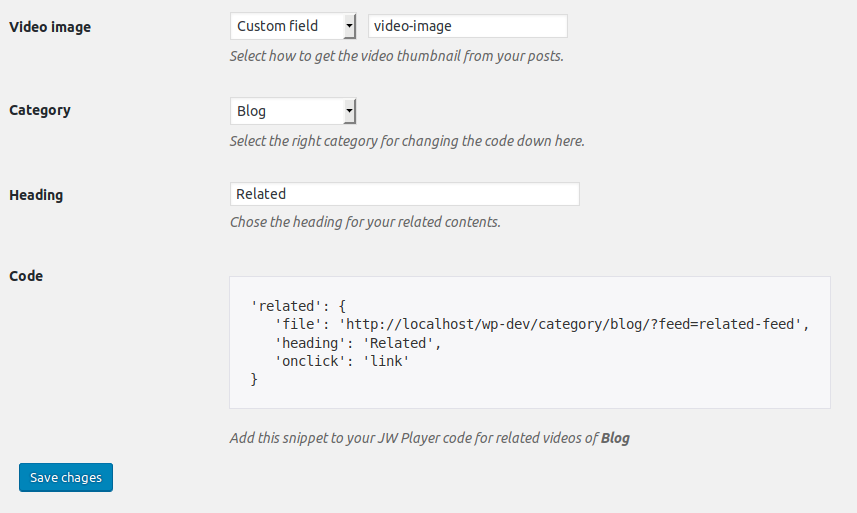 Video image
Custom field
video-image
Select how to get the video thumbnail from your posts.
Category
Blog
Select the right category for changing the code down here.
Heading
Related
Chose the heading for your related contents.
Code
'related': {
   'file': 'http://localhost/wp-dev/category/blog/?feed=related-feed',
   'heading': 'Related',
   'onclick': 'link'
}
Add this snippet to your JW Player code for related videos of Blog
Save chages